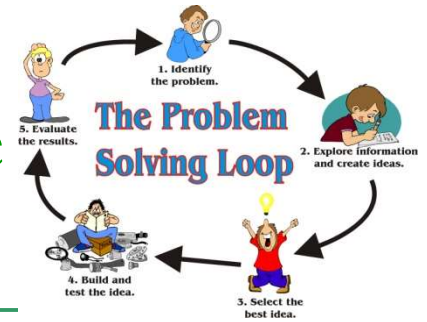 The Problem
Solving Loop
1. Identify
the problem.
2. Explore information
and create ideas.
3. Select the
best idea.
4. Build and
test the idea.
5. Evaluate
the results.